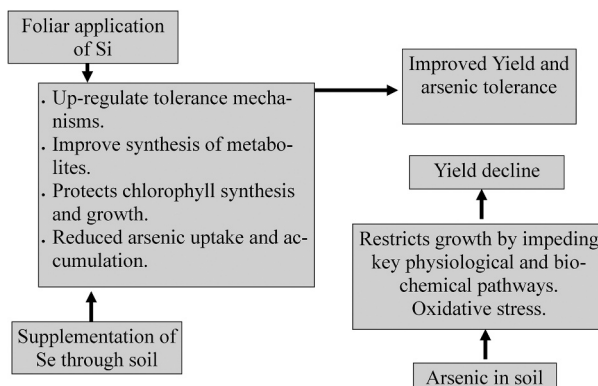 Foliar application
of Si
. Up-regulate tolerance mecha-
nisms.
. Improve synthesis of metabo-
lites.
. Protects chlorophyll synthesis
and growth.
. Reduced arsenic uptake and ac-
cumulation.
Supplementation of
Se through soil
Improved Yield and
arsenic tolerance
Yield decline
Restricts growth by impeding
key physiological and bio-
chemical pathways.
Oxidative stress.
Arsenic in soil